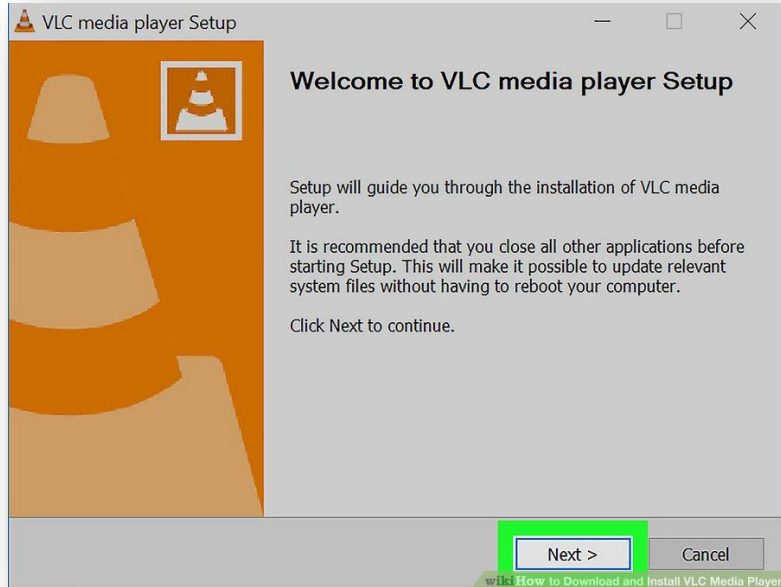 VLC media player Setup
Welcome to VLC media player Setup
Setup will guide you through the installation of VLC media
player.
It is recommended that you close all other applications before
starting Setup. This will make it possible to update relevant
system files without having to reboot your computer.
Click Next to continue.
Next >
Cancel
wikiHow to Download and Install VLC Media Player